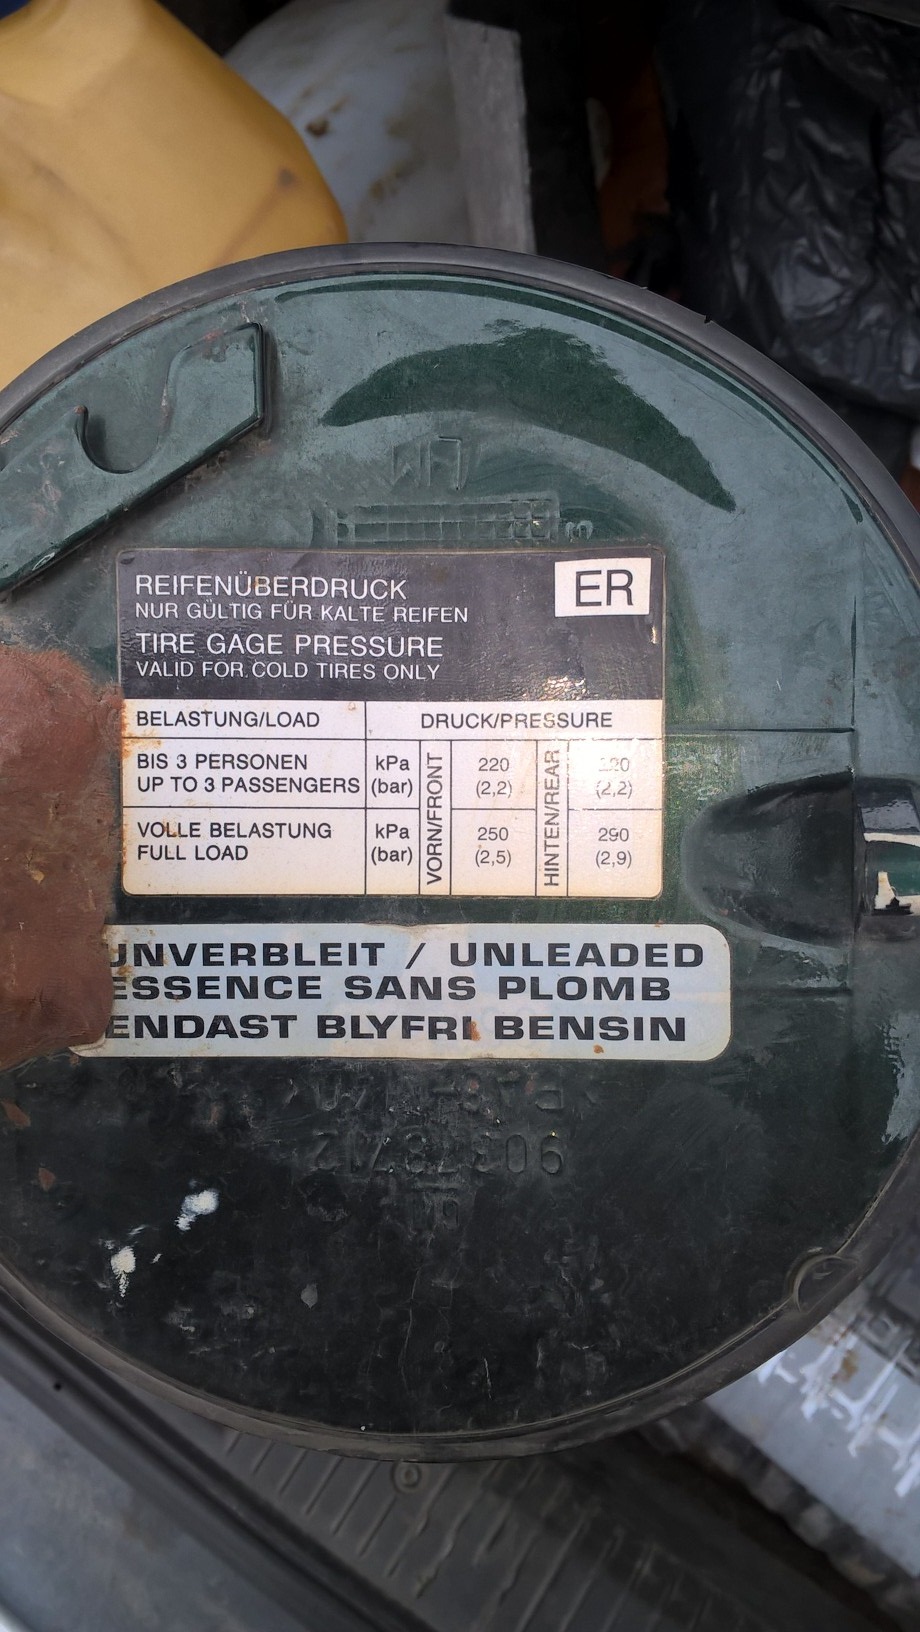 REIFENÜBERDRUCK
NUR GÜLTIG FÜR KALTE REIFEN
ER
TIRE GAGE PRESSURE
VALID FOR COLD TIRES ONLY
BELASTUNG/LOAD DRUCK/PRESSURE
BIS 3 PERSONEN
UP TO 3 PASSENGERS
kPa
(bar)
VORN/FRONT
220
(2,2)
HINTEN/REAR
(2,2)
VOLLE BELASTUNG
FULL LOAD
kPa
(bar)
250
(2,5)
290
(2,9)
UNVERBLEIT / UNLEADED
ESSENCE SANS PLOMB
ENDAST BLYFRI BENSIN